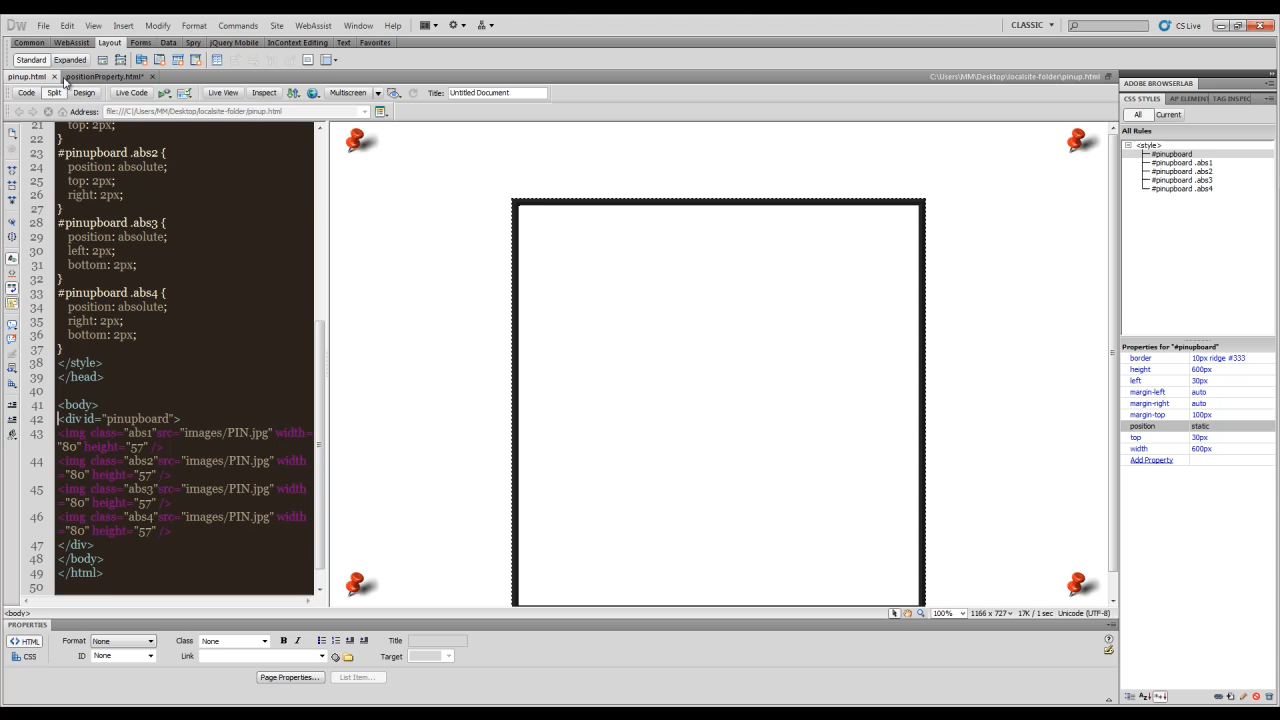 DW File Edit View Insert Modify Format Commands Site WebAssist Window Help CLASSIC CS Live
Common WebAssist Layout Forms Data Spry jQuery Mobile InContext Editing Text Favorites
Standard Expanded
pinup.html positionProperty.html* C:\Users\MM\Desktop\localsite-folder\pinup.html
Code Split Design Live Code Live View Inspect Multiscreen Title: Untitled Document
Address: file:///C|/Users/MM/Desktop/localsite-folder/pinup.html
21 top: 2px;
22 }
23 #pinupboard .abs2 {
24 position: absolute;
25 top: 2px;
26 right: 2px;
27 }
28 #pinupboard .abs3 {
29 position: absolute;
30 left: 2px;
31 bottom: 2px;
32 }
33 #pinupboard .abs4 {
34 position: absolute;
35 right: 2px;
36 bottom: 2px;
37 }
38 </style>
39 </head>
40
41 <body>
42 <div id="pinupboard">
43 <img class="abs1"src="images/PIN.jpg" width=
"80" height="57" />
44 <img class="abs2"src="images/PIN.jpg" width
="80" height="57" />
45 <img class="abs3"src="images/PIN.jpg" width
="80" height="57" />
46 <img class="abs4"src="images/PIN.jpg" width
="80" height="57" />
47 </div>
48 </body>
49 </html>
50
<body> 100% 1166 x 727 17K / 1 sec Unicode (UTF-8)
PROPERTIES
<> HTML Format None Class None B I Title
CSS ID None Link Target
Page Properties... List Item...
ADOBE BROWSERLAB
CSS STYLES AP ELEMENT TAG INSPEC
All Current
All Rules
<style>
#pinupboard
#pinupboard .abs1
#pinupboard .abs2
#pinupboard .abs3
#pinupboard .abs4
Properties for "#pinupboard"
border 10px ridge #333
height 600px
left 30px
margin-left auto
margin-right auto
margin-top 100px
position static
top 30px
width 600px
Add Property